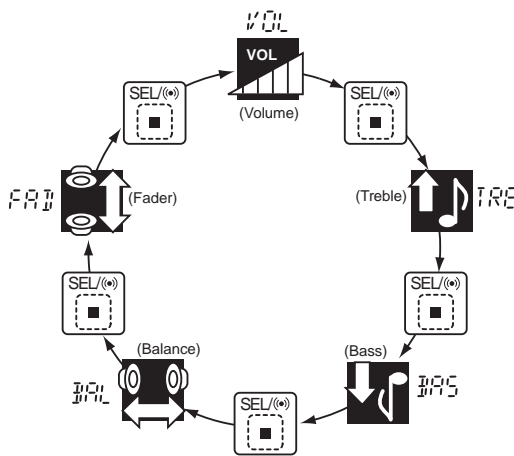 VOL
VOL
(Volume)
SEL/((•))
SEL/((•))
FAD
(Fader)
(Treble)
TRE
SEL/((•))
SEL/((•))
(Balance)
(Bass)
BAL
BAS
SEL/((•))